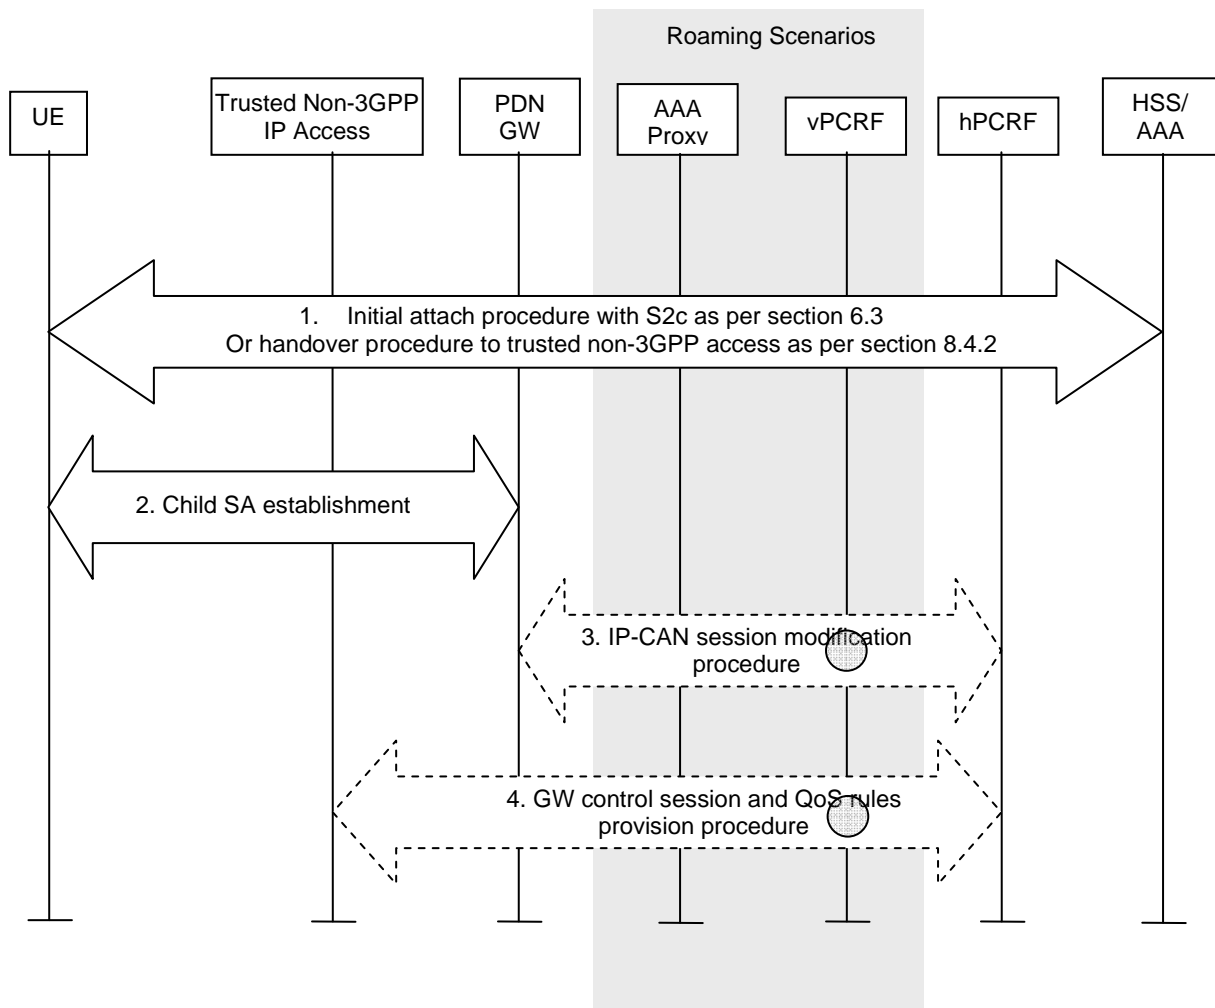 Roaming Scenarios
UE
Trusted Non-3GPP
IP Access
PDN
GW
AAA
Proxy
vPCRF
hPCRF
HSS/
AAA
1. Initial attach procedure with S2c as per section 6.3
Or handover procedure to trusted non-3GPP access as per section 8.4.2
2. Child SA establishment
3. IP-CAN session modification
procedure
4. GW control session and QoS rules
provision procedure